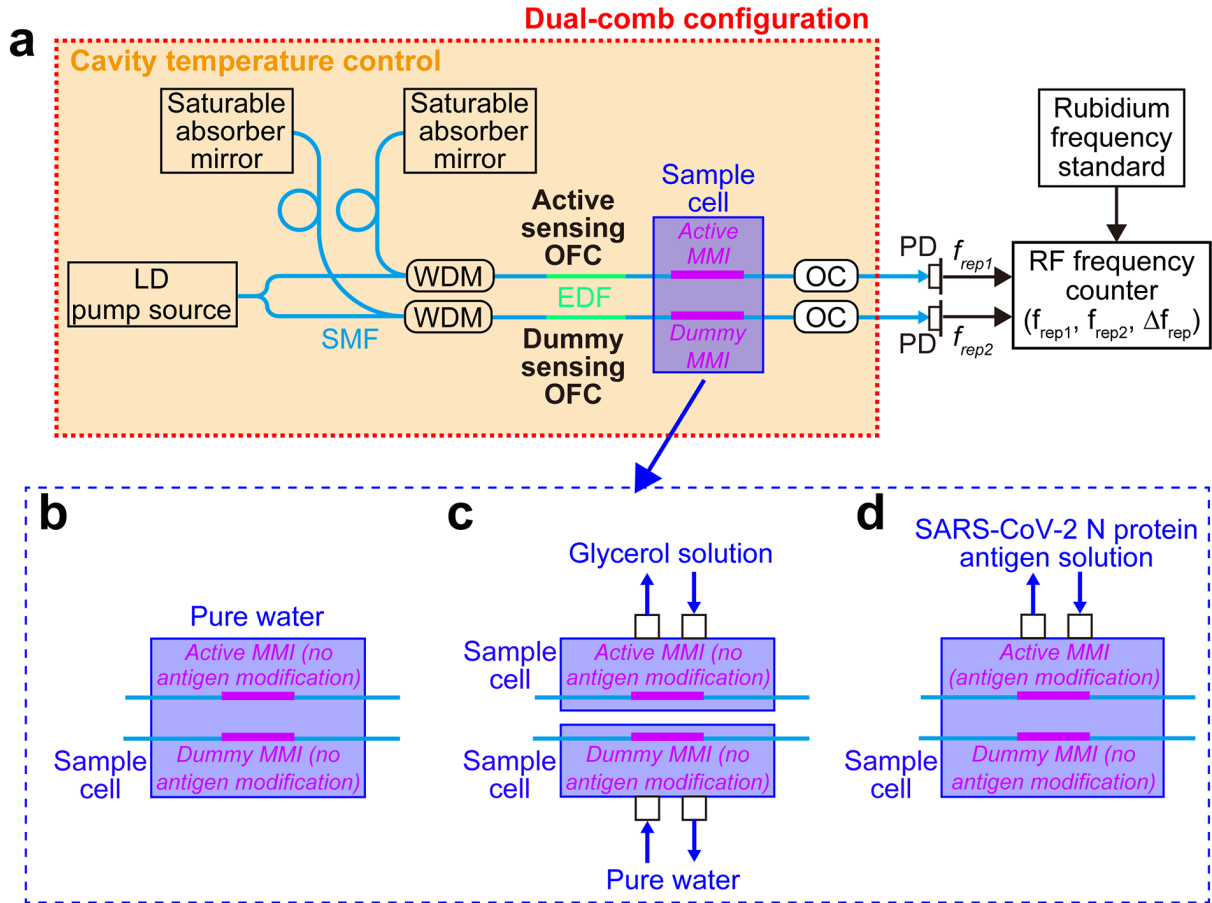 Dual-comb configuration
a
Cavity temperature control
Saturable
absorber
mirror
Saturable
absorber
mirror
Rubidium
frequency
standard
Active
sensing
OFC
Sample
cell
Active
MMI
LD
pump source
WDM
EDF
OC
PD
f_rep1
RF frequency
counter
(f_rep1, f_rep2, Δf_rep)
SMF
WDM
Dummy
sensing
OFC
Dummy
MMI
OC
PD
f_rep2
b
Pure water
Active MMI (no
antigen modification)
Dummy MMI (no
antigen modification)
Sample
cell
c
Glycerol solution
Sample
cell
Active MMI (no
antigen modification)
Sample
cell
Dummy MMI (no
antigen modification)
Pure water
d
SARS-CoV-2 N protein
antigen solution
Active MMI
(antigen modification)
Dummy MMI (no
antigen modification)
Sample
cell